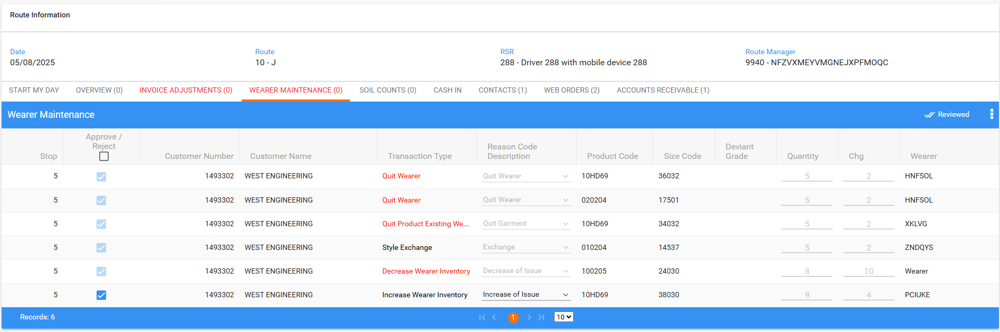 Route Information
Date Route RSR Route Manager
05/08/2025 10 - J 288 - Driver 288 with mobile device 288 9940 - NFZVXMEYVMGNEJXPFMOQC
START MY DAY OVERVIEW (0) INVOICE ADJUSTMENTS (0) WEARER MAINTENANCE (0) SOIL COUNTS (0) CASH IN CONTACTS (1) WEB ORDERS (2) ACCOUNTS RECEIVABLE (1)
Wearer Maintenance Reviewed
Stop Approve / Reject Customer Number Customer Name Transaction Type Reason Code Description Product Code Size Code Deviant Grade Quantity Chg Wearer
5 1493302 WEST ENGINEERING Quit Wearer Quit Wearer 10HD69 36032 5 2 HNFSOL
5 1493302 WEST ENGINEERING Quit Wearer Quit Wearer 020204 17501 5 2 HNFSOL
5 1493302 WEST ENGINEERING Quit Product Existing We... Quit Garment 10HD69 34032 5 2 XKLVG
5 1493302 WEST ENGINEERING Style Exchange Exchange 010204 14537 5 2 ZNDQYS
5 1493302 WEST ENGINEERING Decrease Wearer Inventory Decrease of Issue 100205 24030 8 10 Wearer
5 1493302 WEST ENGINEERING Increase Wearer Inventory Increase of Issue 10HD69 38030 9 4 PCIUKE
Records: 6 1 10